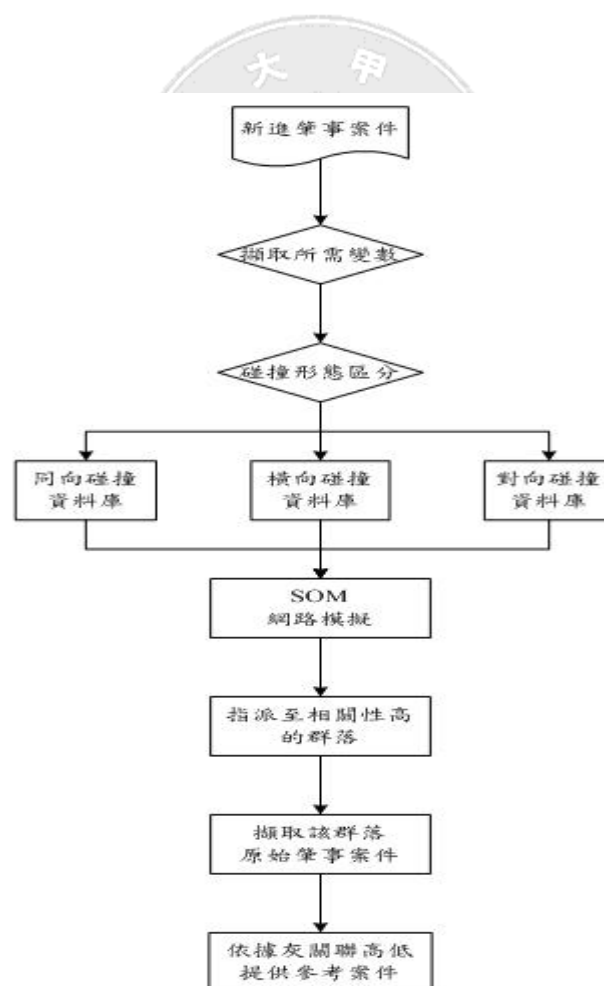 大甲
新進肇事案件
擷取所需變數
碰撞形態區分
同向碰撞
資料庫
橫向碰撞
資料庫
對向碰撞
資料庫
SOM
網路模擬
指派至相關性高
的群落
擷取該群落
原始肇事案件
依據灰關聯高低
提供參考案件